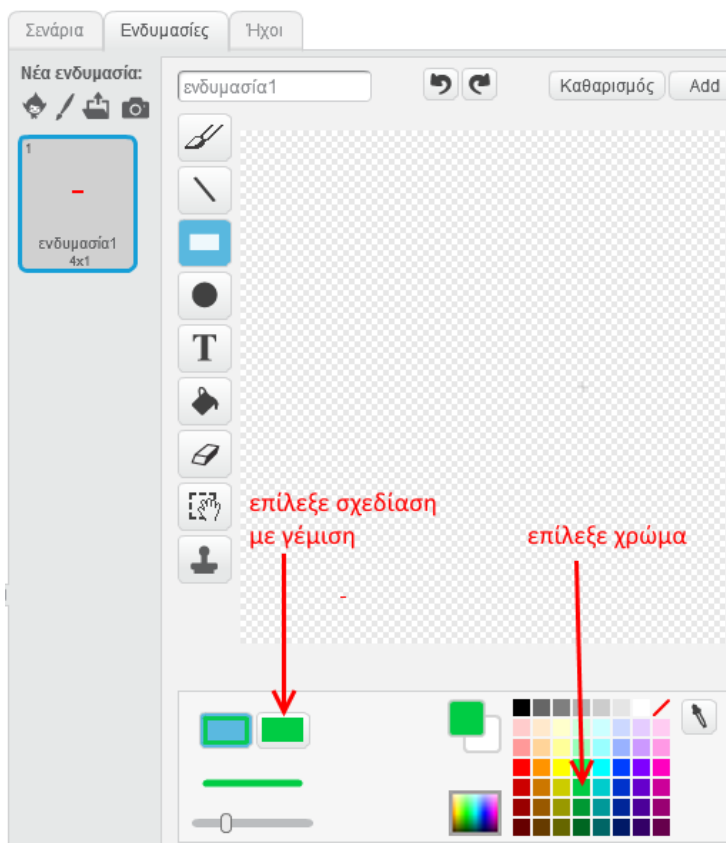 Σενάρια Ενδυμασίες Ήχοι
Νέα ενδυμασία:
ενδυμασία1 Καθαρισμός Add
1
ενδυμασία1
4x1
T
επίλεξε σχεδίαση
με γέμιση
επίλεξε χρώμα